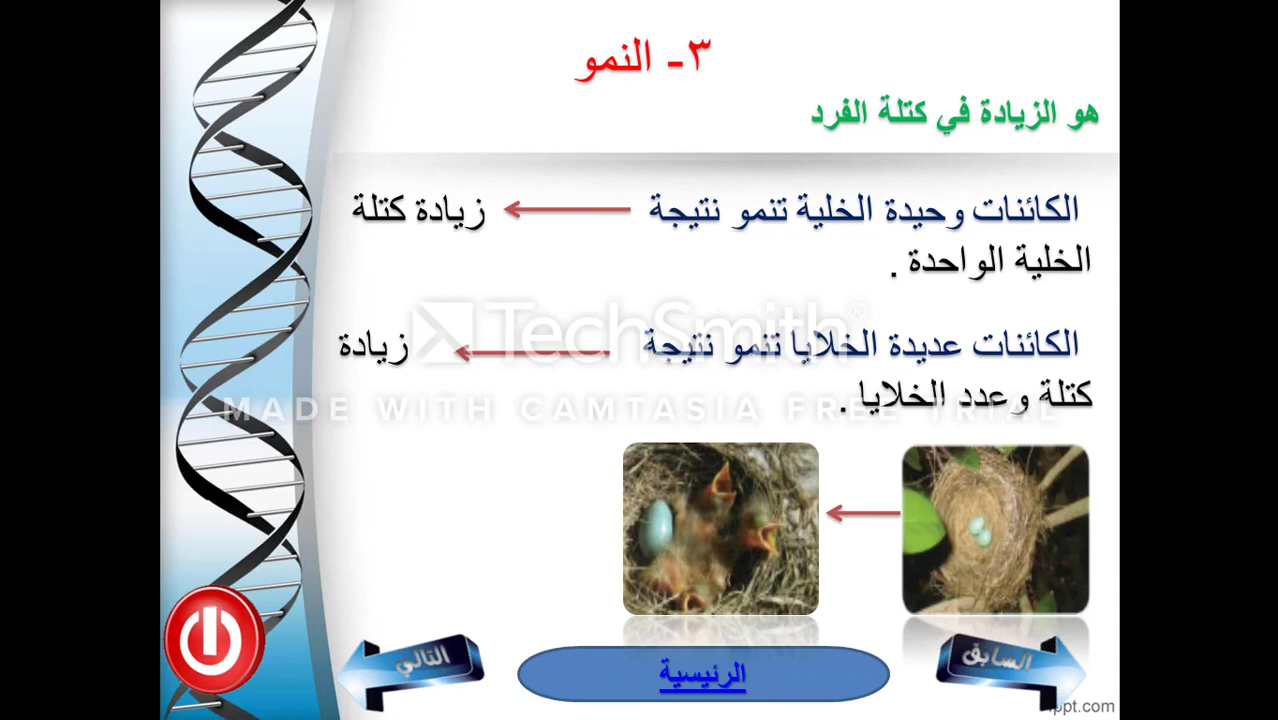 ٣- النمو
هو الزيادة في كتلة الفرد
الكائنات وحيدة الخلية تنمو نتيجة زيادة كتلة
الخلية الواحدة .
TechSmith®
الكائنات عديدة الخلايا تنمو نتيجة زيادة
كتلة وعدد الخلايا .
MADE WITH CAMTASIA FREE TRIAL
السابق
الرئيسية
التالي
ppt.com